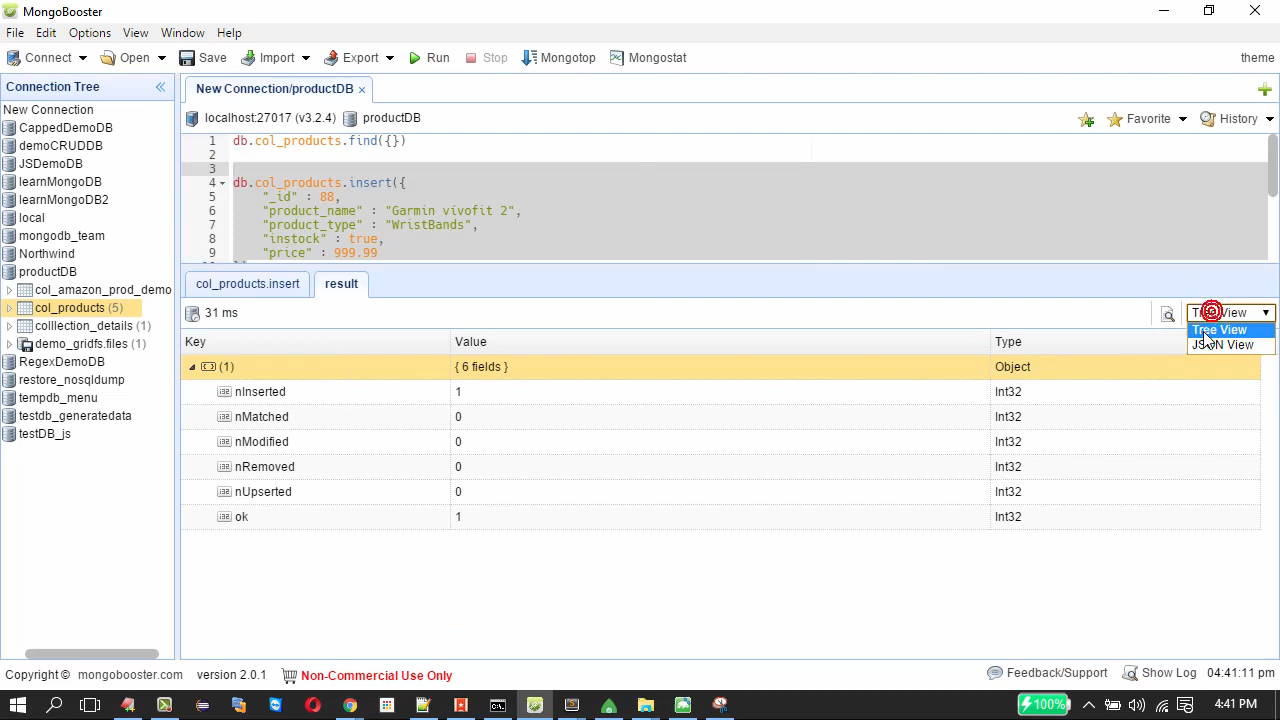 MongoBooster
File Edit Options View Window Help
Connect Open Save Import Export Run Stop Mongotop Mongostat theme
Connection Tree
New Connection
CappedDemoDB
demoCRUDDB
JSDemoDB
learnMongoDB
learnMongoDB2
local
mongodb_team
Northwind
productDB
col_amazon_prod_demo
col_products (5)
colllection_details (1)
demo_gridfs.files (1)
RegexDemoDB
restore_nosqldump
tempdb_menu
testdb_generatedata
testDB_js
New Connection/productDB ×
localhost:27017 (v3.2.4) productDB Favorite History
1 db.col_products.find({})
2
3
4 db.col_products.insert({
5 "_id" : 88,
6 "product_name" : "Garmin vívofit 2",
7 "product_type" : "WristBands",
8 "instock" : true,
9 "price" : 999.99
col_products.insert result
31 ms
Tree View
JSON View
Key Value Type
(1) { 6 fields } Object
nInserted 1 Int32
nMatched 0 Int32
nModified 0 Int32
nRemoved 0 Int32
nUpserted 0 Int32
ok 1 Int32
Copyright © mongobooster.com version 2.0.1 Non-Commercial Use Only Feedback/Support Show Log 04:41:11 pm
100% 4:41 PM